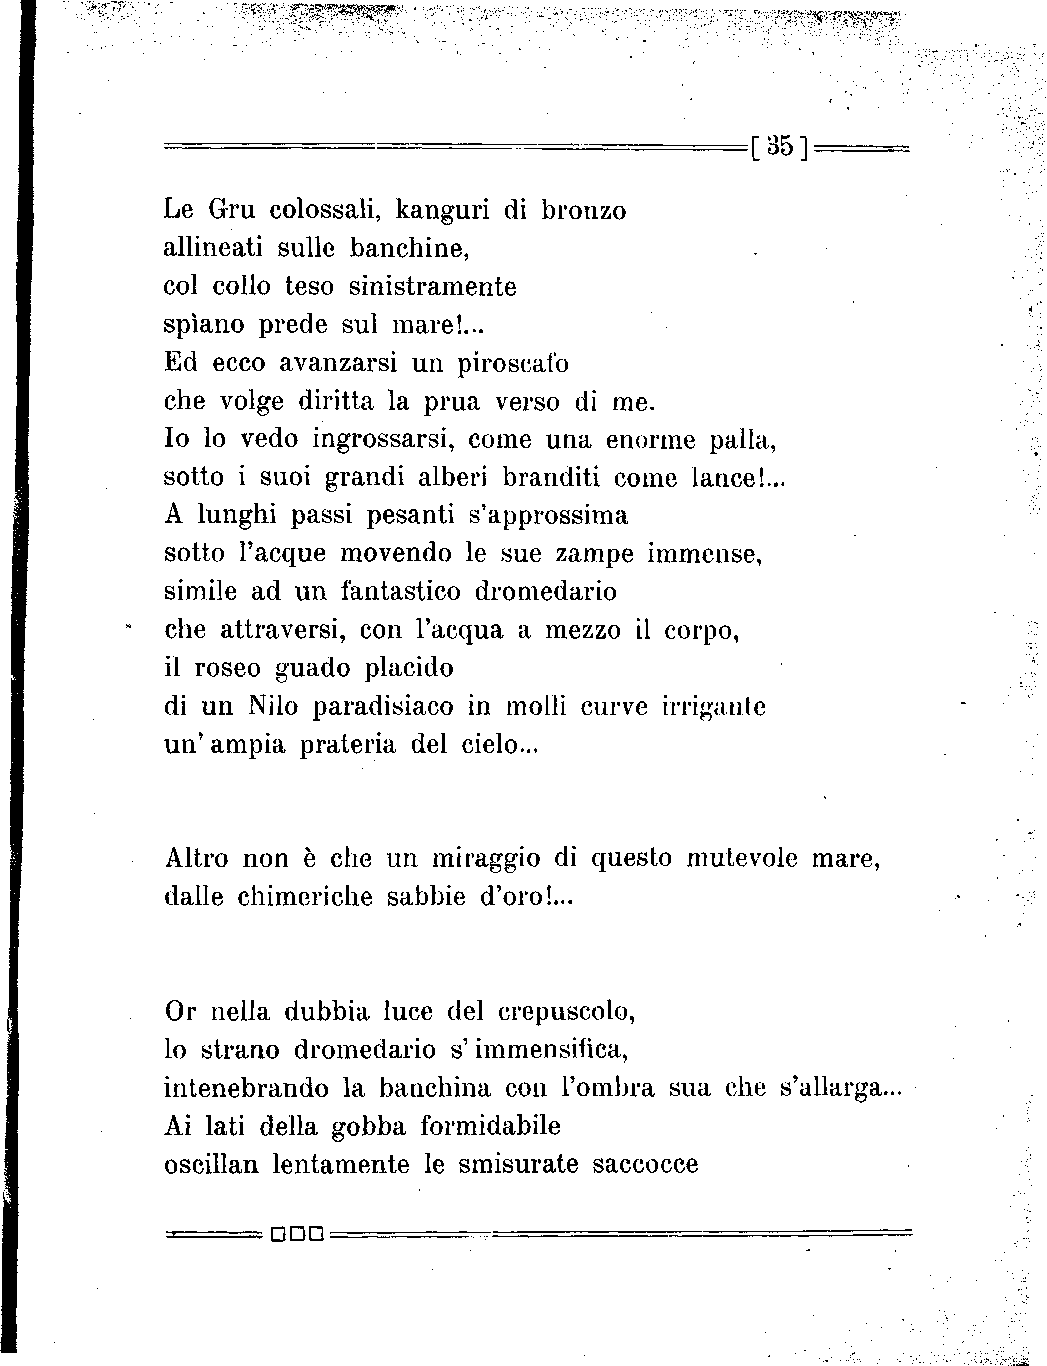 [ 35 ]
Le Gru colossali, kanguri di bronzo
allineati sulle banchine,
col collo teso sinistramente
spìano prede sul mare!...
Ed ecco avanzarsi un piroscafo
che volge diritta la prua verso di me.
Io lo vedo ingrossarsi, come una enorme palla,
sotto i suoi grandi alberi branditi come lance!...
A lunghi passi pesanti s'approssima
sotto l'acque movendo le sue zampe immense,
simile ad un fantastico dromedario
che attraversi, con l'acqua a mezzo il corpo,
il roseo guado placido
di un Nilo paradisiaco in molli curve irrigante
un' ampia prateria del cielo...
Altro non è che un miraggio di questo mutevole mare,
dalle chimeriche sabbie d'oro!...
Or nella dubbia luce del crepuscolo,
lo strano dromedario s' immensifica,
intenebrando la banchina con l'ombra sua che s'allarga...
Ai lati della gobba formidabile
oscillan lentamente le smisurate saccocce